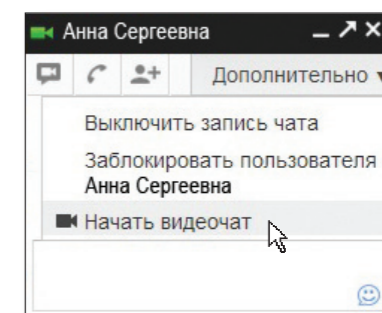 Анна Сергеевна
Дополнительно
Выключить запись чата
Заблокировать пользователя
Анна Сергеевна
Начать видеочат